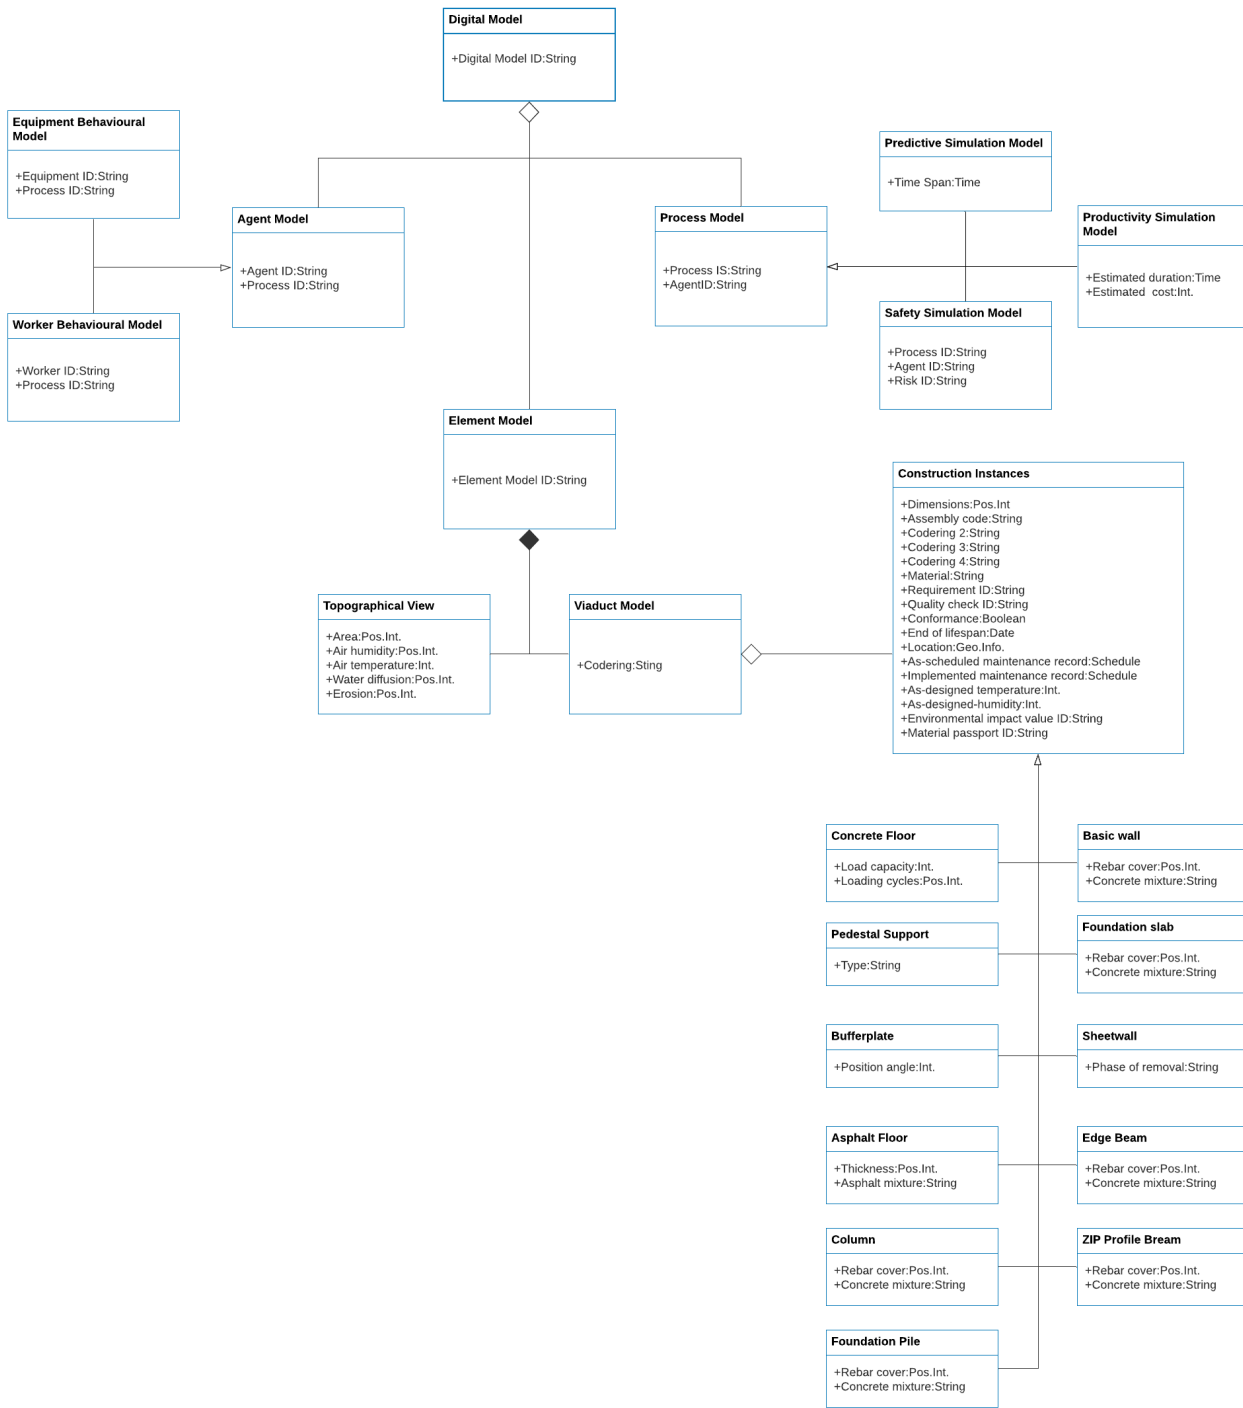 Digital Model
+Digital Model ID:String
Equipment Behavioural
Model
+Equipment ID:String
+Process ID:String
Predictive Simulation Model
+Time Span:Time
Agent Model
+Agent ID:String
+Process ID:String
Process Model
+Process IS:String
+AgentID:String
Productivity Simulation
Model
+Estimated duration:Time
+Estimated  cost:Int.
Worker Behavioural Model
+Worker ID:String
+Process ID:String
Safety Simulation Model
+Process ID:String
+Agent ID:String
+Risk ID:String
Element Model
+Element Model ID:String
Construction Instances
+Dimensions:Pos.Int
+Assembly code:String
+Codering 2:String
+Codering 3:String
+Codering 4:String
+Material:String
+Requirement ID:String
+Quality check ID:String
+Conformance:Boolean
+End of lifespan:Date
+Location:Geo.Info.
+As-scheduled maintenance record:Schedule
+Implemented maintenance record:Schedule
+As-designed temperature:Int.
+As-designed-humidity:Int.
+Environmental impact value ID:String
+Material passport ID:String
Topographical View
+Area:Pos.Int.
+Air humidity:Pos.Int.
+Air temperature:Int.
+Water diffusion:Pos.Int.
+Erosion:Pos.Int.
Viaduct Model
+Codering:Sting
Concrete Floor
+Load capacity:Int.
+Loading cycles:Pos.Int.
Basic wall
+Rebar cover:Pos.Int.
+Concrete mixture:String
Pedestal Support
+Type:String
Foundation slab
+Rebar cover:Pos.Int.
+Concrete mixture:String
Bufferplate
+Position angle:Int.
Sheetwall
+Phase of removal:String
Asphalt Floor
+Thickness:Pos.Int.
+Asphalt mixture:String
Edge Beam
+Rebar cover:Pos.Int.
+Concrete mixture:String
Column
+Rebar cover:Pos.Int.
+Concrete mixture:String
ZIP Profile Bream
+Rebar cover:Pos.Int.
+Concrete mixture:String
Foundation Pile
+Rebar cover:Pos.Int.
+Concrete mixture:String